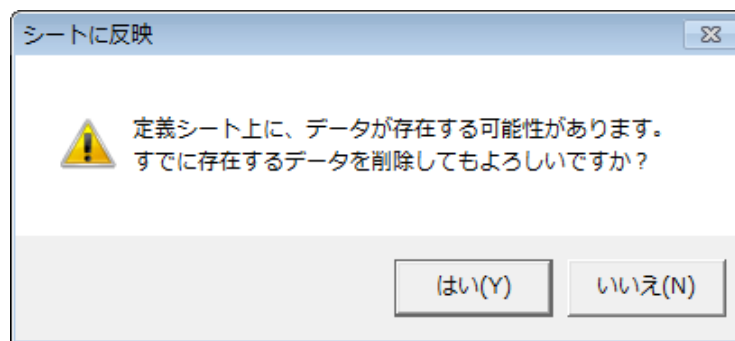 シートに反映
定義シート上に、データが存在する可能性があります。
すでに存在するデータを削除してもよろしいですか？
はい(Y)
いいえ(N)